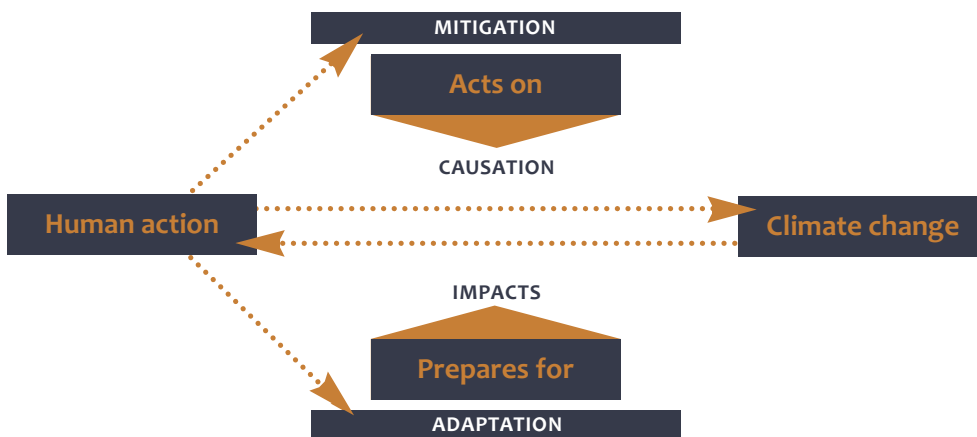 MITIGATION
Acts on
CAUSATION
Human action
Climate change
IMPACTS
Prepares for
ADAPTATION